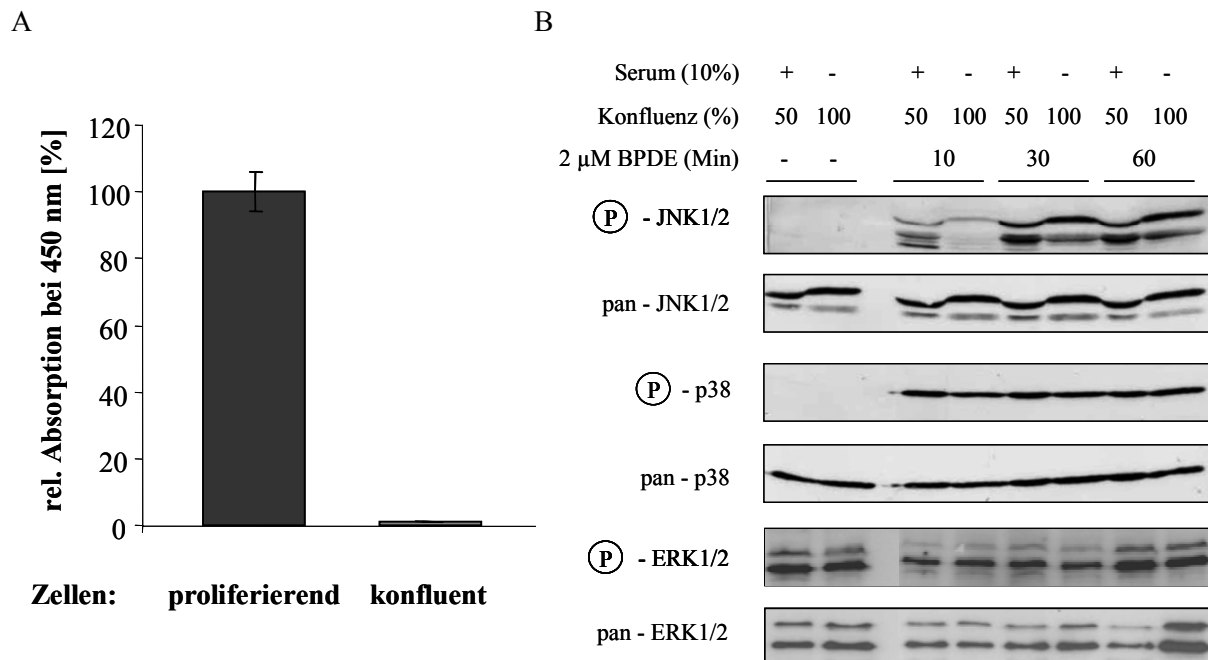 A
rel. Absorption bei 450 nm [%]
120
100
80
60
40
20
0
Zellen: proliferierend konfluent
B
Serum (10%) + - + - + - + -
Konfluenz (%) 50 100 50 100 50 100 50 100
2 µM BPDE (Min) - - 10 30 60
P - JNK1/2
pan - JNK1/2
P - p38
pan - p38
P - ERK1/2
pan - ERK1/2